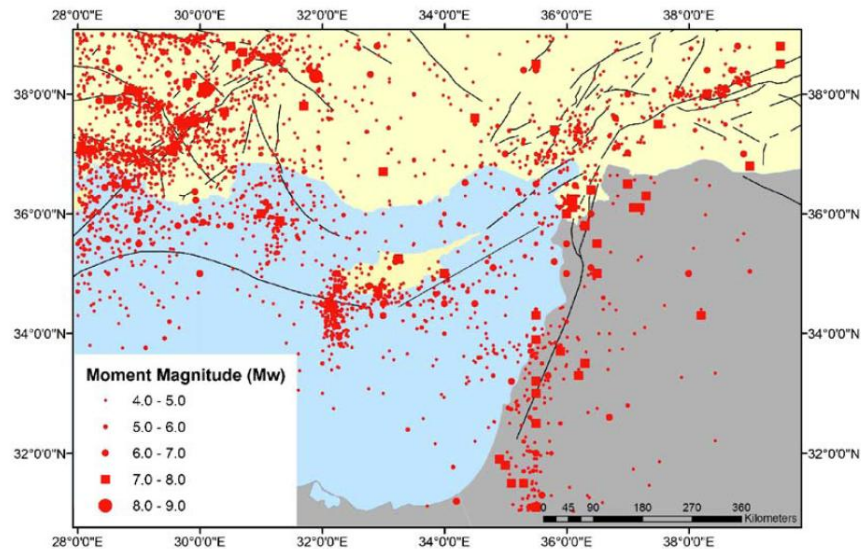 28°0'0"E 30°0'0"E 32°0'0"E 34°0'0"E 36°0'0"E 38°0'0"E
38°0'0"N 38°0'0"N
36°0'0"N 36°0'0"N
34°0'0"N 34°0'0"N
Moment Magnitude (Mw)
4.0 - 5.0
5.0 - 6.0
6.0 - 7.0
7.0 - 8.0
8.0 - 9.0
32°0'0"N 32°0'0"N
0 45 90 180 270 360
Kilometers
28°0'0"E 30°0'0"E 32°0'0"E 34°0'0"E 36°0'0"E 38°0'0"E